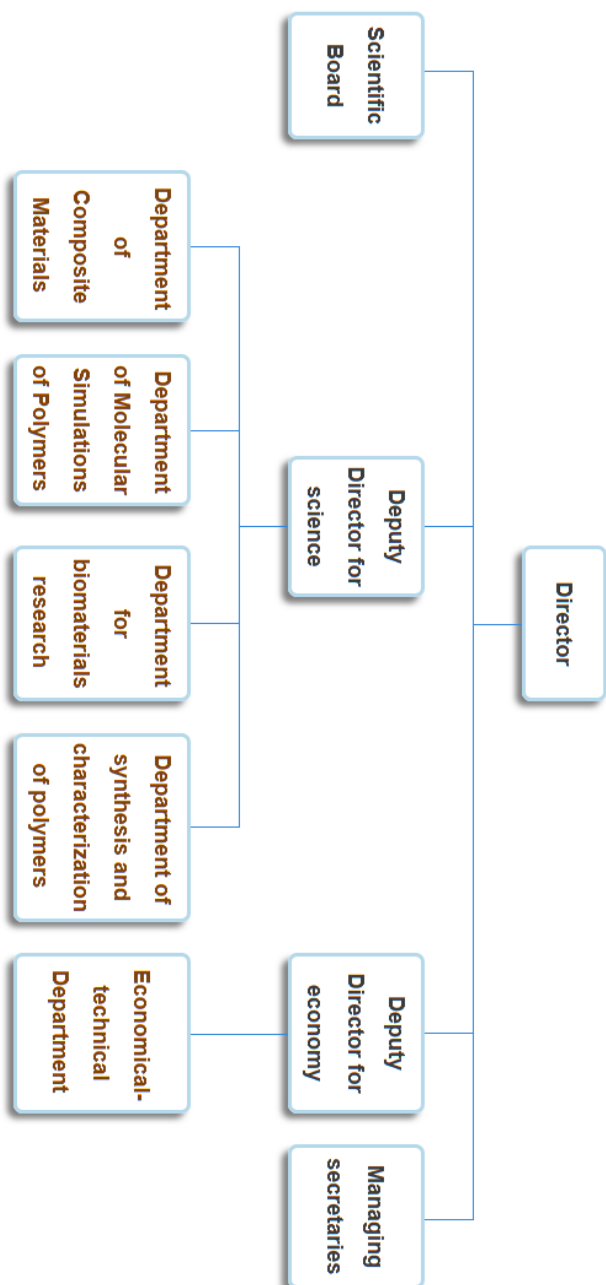 Director
Scientific
Board
Deputy
Director for
science
Deputy
Director for
economy
Managing
secretaries
Department
of
Composite
Materials
Department
of Molecular
Simulations
of Polymers
Department
for
biomaterials
research
Department of
synthesis and
characterization
of polymers
Economical-
technical
Department